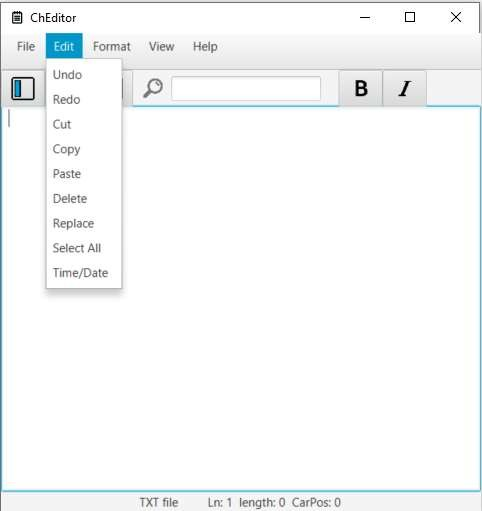 ChEditor
File Edit Format View Help
B I
Undo
Redo
Cut
Copy
Paste
Delete
Replace
Select All
Time/Date
TXT file Ln: 1 length: 0 CarPos: 0